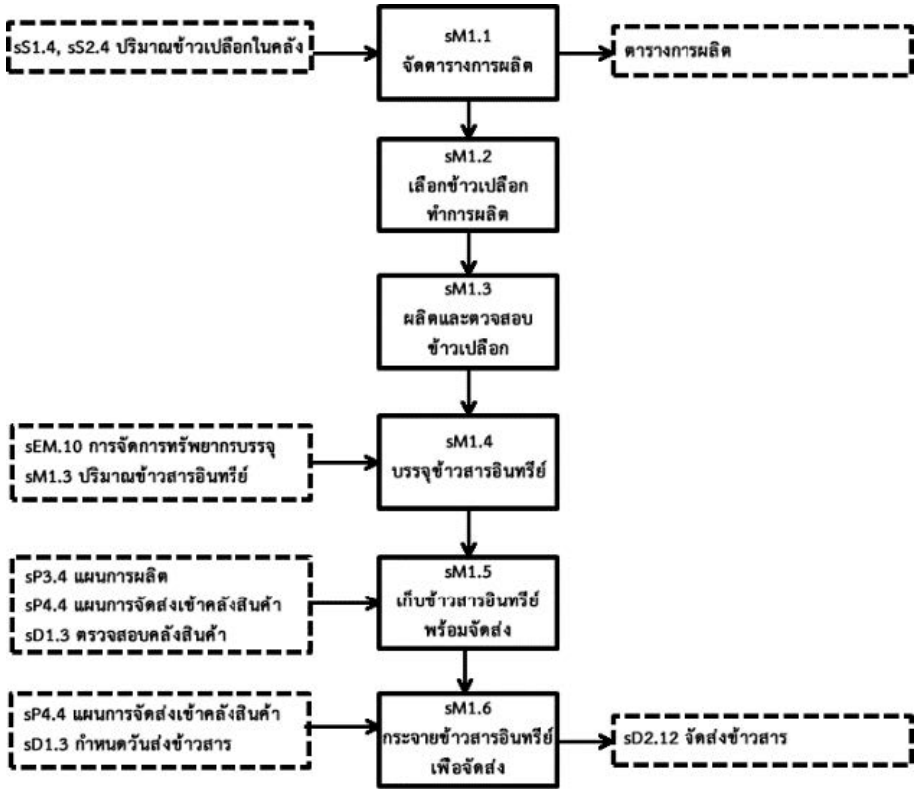 sS1.4, sS2.4 ปริมาณข้าวเปลือกในคลัง
sM1.1
จัดตารางการผลิต
ตารางการผลิต
sM1.2
เลือกข้าวเปลือก
ทำการผลิต
sM1.3
ผลิตและตวจสอบ
ข้าวเปลือก
sEM.10 การจัดการทรัพยากรบรรจุ
sM1.3 ปริมาณข้าวสารอินทรีย์
sM1.4
บรรจุข้าวสารอินทรีย์
sP3.4 แผนการผลิต
sP4.4 แผนการจัดส่งเข้าคลังสินค้า
sD1.3 ตรวจสอบคลังสินค้า
sM1.5
เก็บข้าวสารอินทรีย์
พร้อมจัดส่ง
sP4.4 แผนการจัดส่งเข้าคลังสินค้า
sD1.3 กำหนดวันส่งข้าวสาร
sM1.6
กระจายข้าวสารอินทรีย์
เพื่อจัดส่ง
sD2.12 จัดส่งข้าวสาร